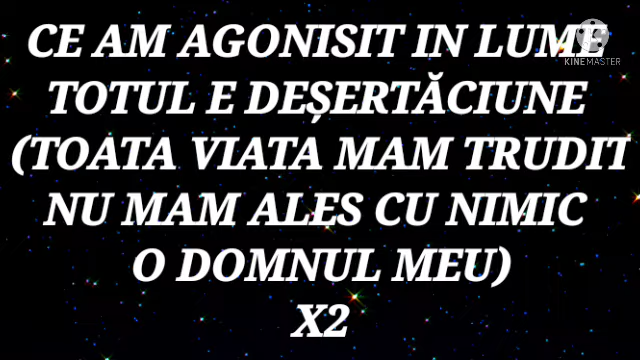 CE AM AGONISIT IN LUME
TOTUL E DEȘERTĂCIUNE
(TOATA VIATA MAM TRUDIT
NU MAM ALES CU NIMIC
O DOMNUL MEU)
X2
KINEMASTER